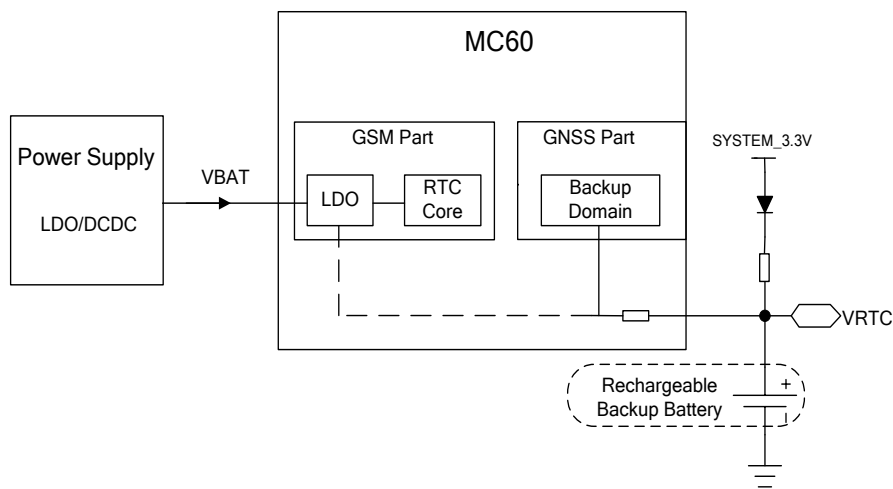 MC60
GSM Part
GNSS Part
SYSTEM_3.3V
Power Supply
LDO/DCDC
VBAT
LDO
RTC
Core
Backup
Domain
VRTC
Rechargeable
Backup Battery
+